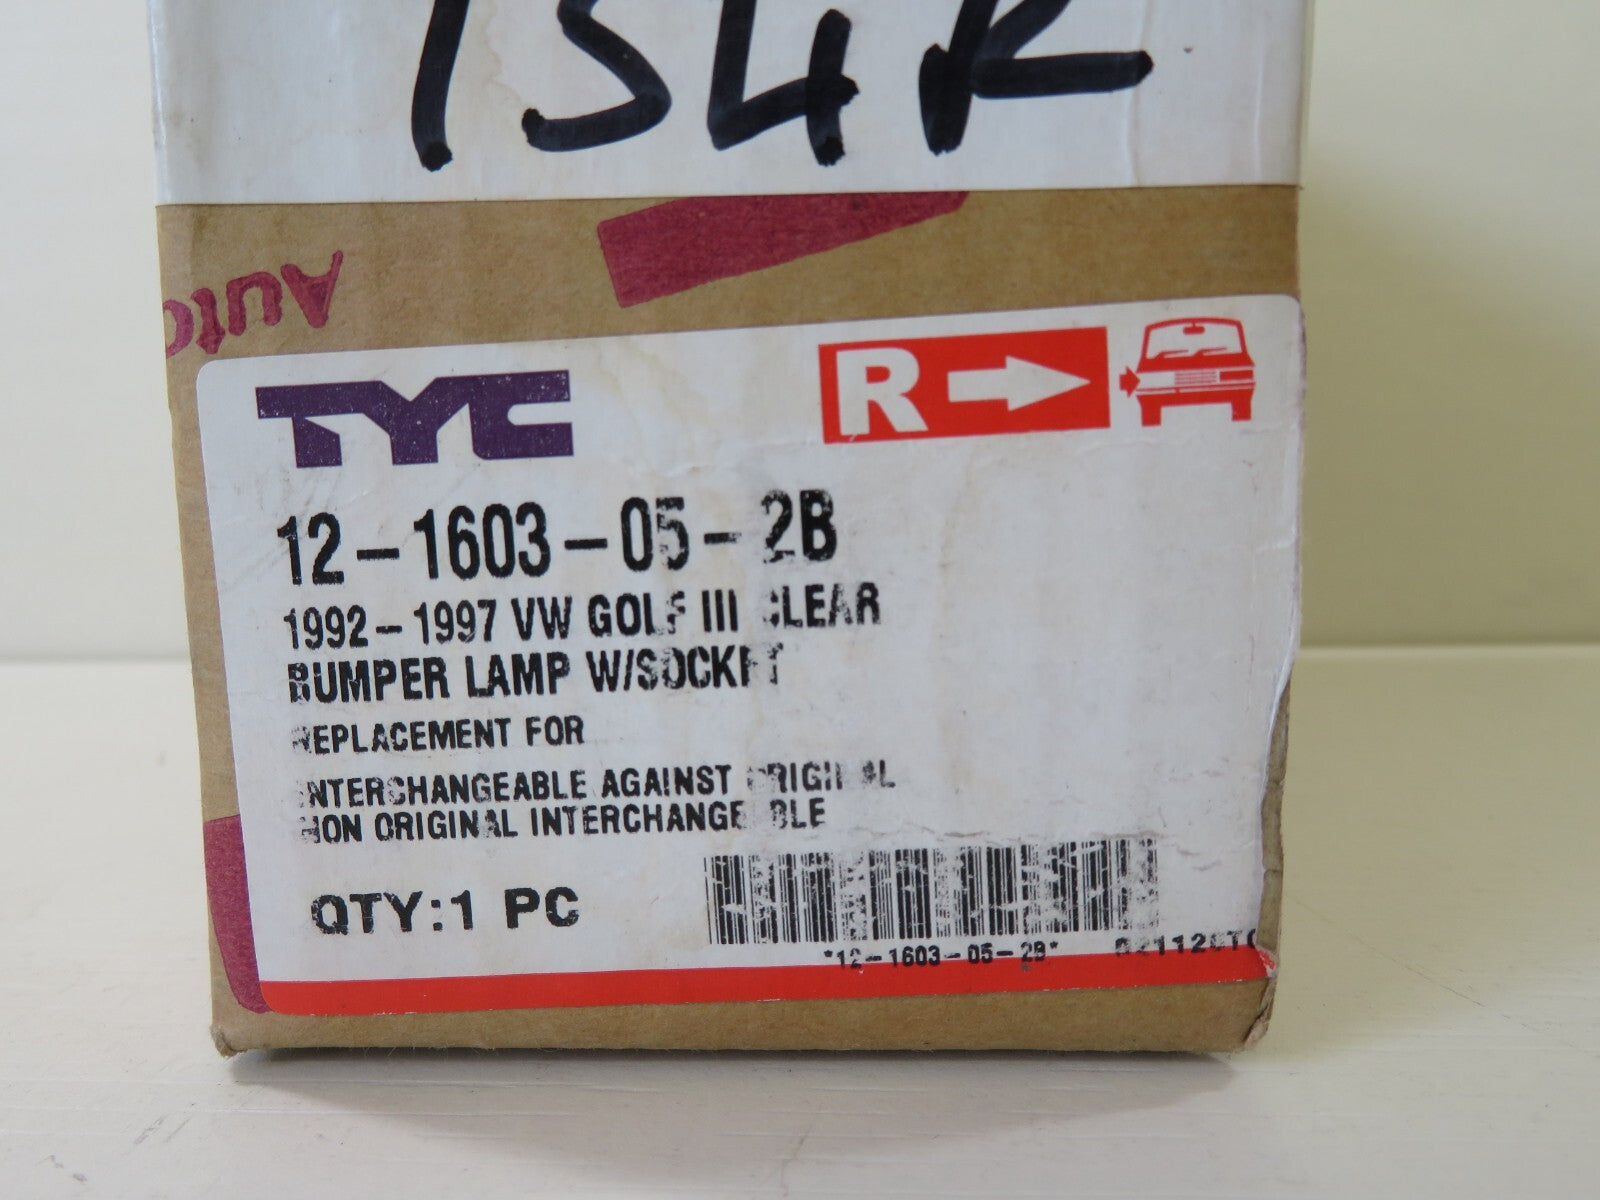 154R
Auto
TYC
R
12-1603-05-2B
1992-1997 VW GOLF III CLEAR
BUMPER LAMP W/SOCKET
REPLACEMENT FOR
INTERCHANGEABLE AGAINST ORIGINAL
NON ORIGINAL INTERCHANGEABLE
QTY:1 PC
*12-1603-05-2B*